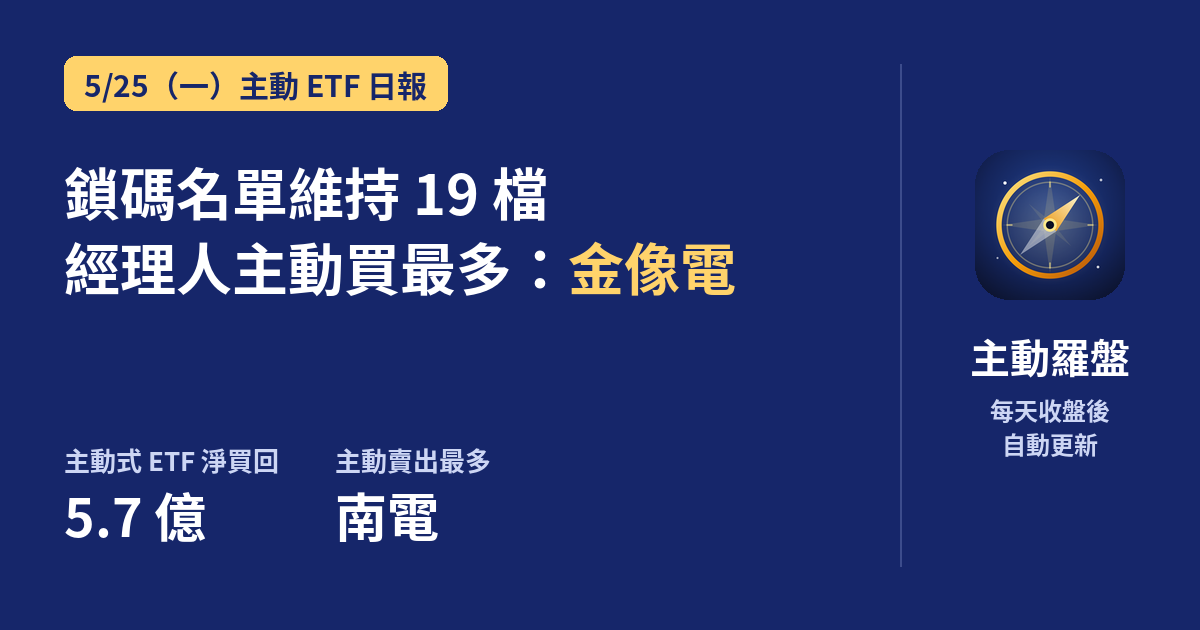 5/25（一）主動 ETF 日報
鎖碼名單維持 19 檔
經理人主動買最多：金像電
主動式 ETF 淨買回
5.7 億
主動賣出最多
南電
主動羅盤
每天收盤後
自動更新